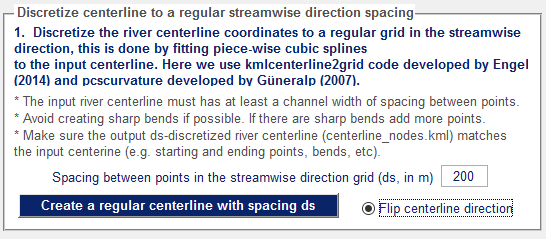 Discretize centerline to a regular streamwise direction spacing
1.  Discretize the river centerline coordinates to a regular grid in the streamwise
direction, this is done by fitting piece-wise cubic splines
to the input centerline. Here we use kmlcenterline2grid code developed by Engel
(2014) and pcscurvature developed by Güneralp (2007).
* The input river centerline must has at least a channel width of spacing between points.
* Avoid creating sharp bends if possible. If there are sharp bends add more points.
* Make sure the output ds-discretized river centerline (centerline_nodes.kml) matches
the input centerine (e.g. starting and ending points, bends, etc).
Spacing between points in the streamwise direction grid (ds, in m) 200
Create a regular centerline with spacing ds Flip centerline direction